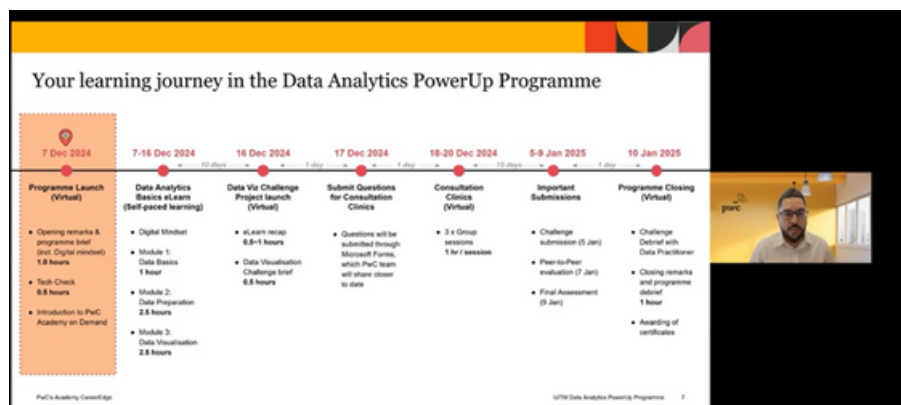 Your learning journey in the Data Analytics PowerUp Programme
7 Dec 2024
Programme Launch
(Virtual)
• Opening remarks &
programme brief
(incl. Digital mindset)
1.0 hours
• Tech Check
0.5 hours
• Introduction to PwC
Academy on Demand
7-16 Dec 2024
Data Analytics
Basics eLearn
(Self-paced learning)
• Digital Mindset
• Module 1:
Data Basics
1 hour
• Module 2:
Data Preparation
2.5 hours
• Module 3:
Data Visualisation
2.5 hours
10 days
16 Dec 2024
Data Viz Challenge
Project launch
(Virtual)
• eLearn recap
0.5~1 hours
• Data Visualisation
Challenge brief
0.5 hours
1 day
17 Dec 2024
Submit Questions
for Consultation
Clinics
• Questions will be
submitted through
Microsoft Forms,
which PwC team
will share closer
to date
1 day
18-20 Dec 2024
Consultation
Clinics
(Virtual)
• 3 x Group
sessions
1 hr / session
15 days
5-9 Jan 2025
Important
Submissions
• Challenge
submission (5 Jan)
• Peer-to-Peer
evaluation (7 Jan)
• Final Assessment
(9 Jan)
1 day
10 Jan 2025
Programme Closing
(Virtual)
• Challenge
Debrief with
Data Practitioner
• Closing remarks
and programme
debrief
1 hour
• Awarding of
certificates
pwc
PwC's Academy CareerEdge
UiTM Data Analytics PowerUp Programme
7